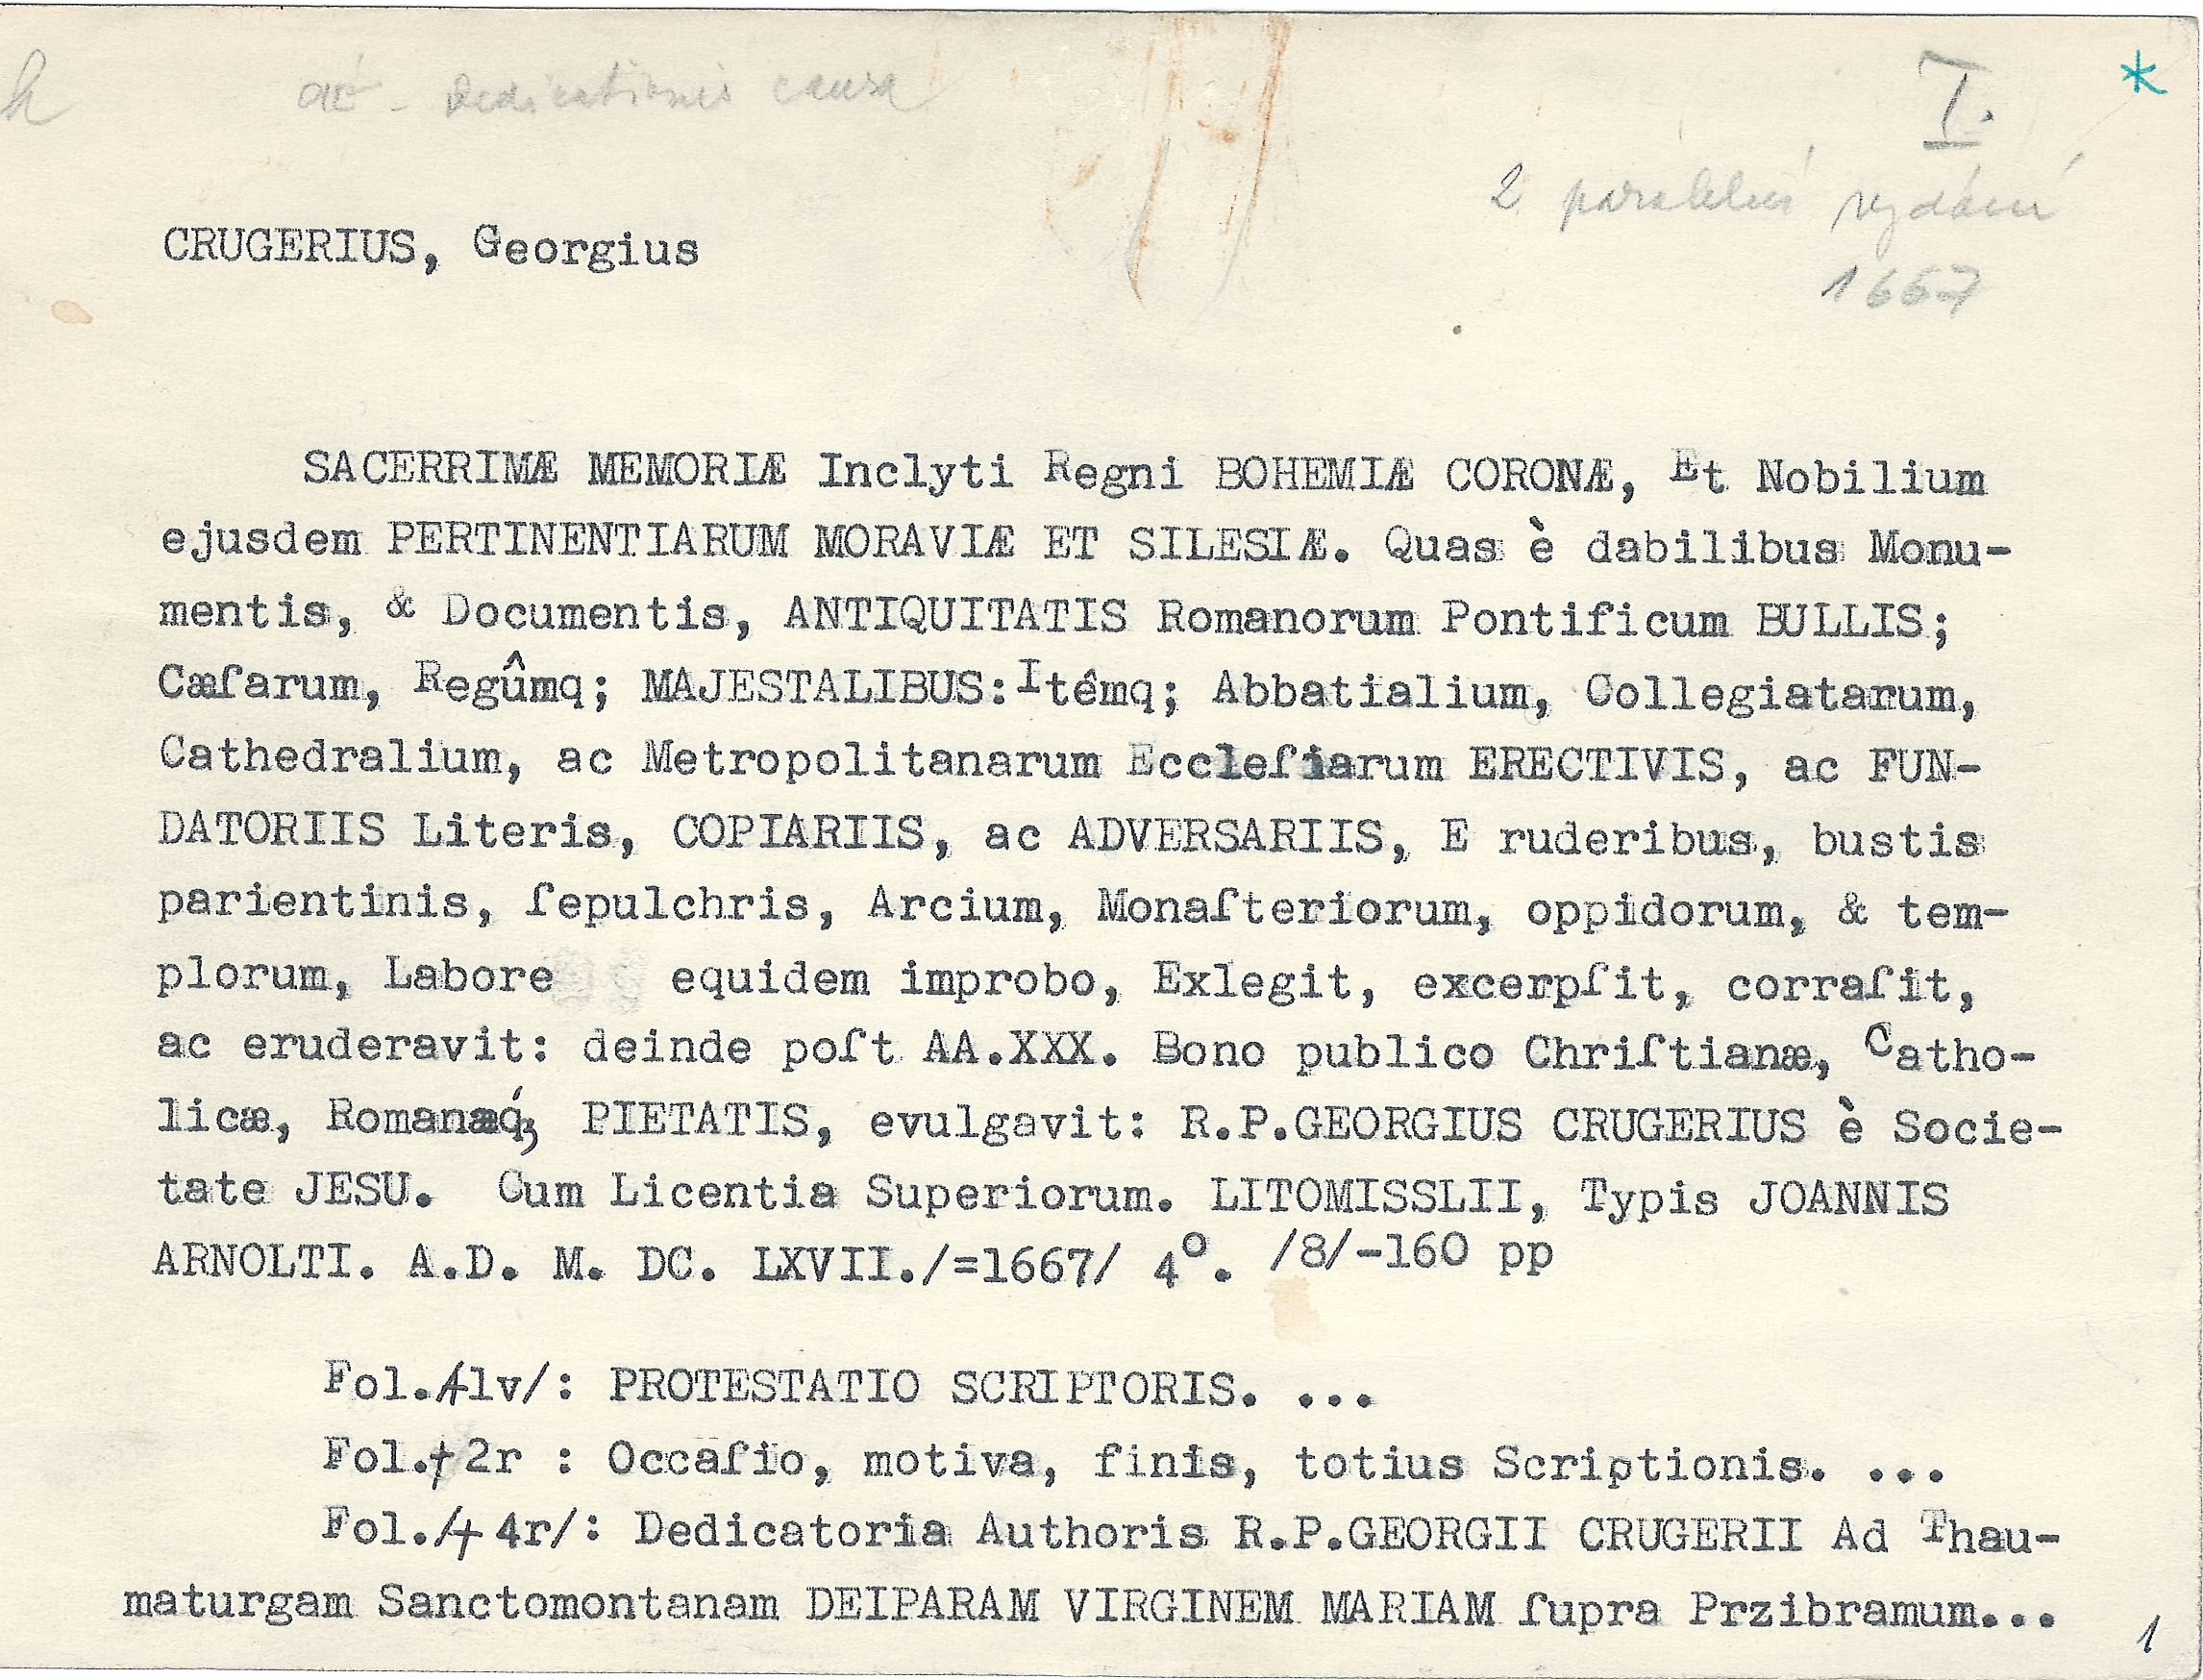 h
AÉ - Dedicationis causa
I. *
2 paralelní vydání
1667
CRUGERIUS, Georgius
SACERRIMÆ MEMORIÆ Inclyti Regni BOHEMIÆ CORONÆ, Et Nobilium
ejusdem PERTINENTIARUM MORAVIÆ ET SILESIÆ. Quas è dabilibus Monu-
mentis, & Documentis, ANTIQUITATIS Romanorum Pontificum BULLIS;
Cæſarum, Regûmq; MAJESTALIBUS: Itémq; Abbatialium, Collegiatarum,
Cathedralium, ac Metropolitanarum Eccleſiarum ERECTIVIS, ac FUN-
DATORIIS Literis, COPIARIIS, ac ADVERSARIIS, E ruderibus, bustis
parientinis, ſepulchris, Arcium, Monaſteriorum, oppidorum, & tem-
plorum, Labore equidem improbo, Exlegit, excerpſit, corraſit,
ac eruderavit: deinde poſt AA.XXX. Bono publico Chriſtianæ, Catho-
licæ, Romanæq́ꝫ PIETATIS, evulgavit: R.P.GEORGIUS CRUGERIUS è Socie-
tate JESU. Cum Licentia Superiorum. LITOMISSLII, Typis JOANNIS
ARNOLTI. A.D. M. DC. LXVII./=1667/ 4°. /8/-160 pp
Fol./†1v/: PROTESTATIO SCRIPTORIS. ...
Fol.†2r : Occaſio, motiva, finis, totius Scriptionis. ...
Fol./†4r/: Dedicatoria Authoris R.P.GEORGII CRUGERII Ad Thau-
maturgam Sanctomontanam DEIPARAM VIRGINEM MARIAM ſupra Przibramum...
1